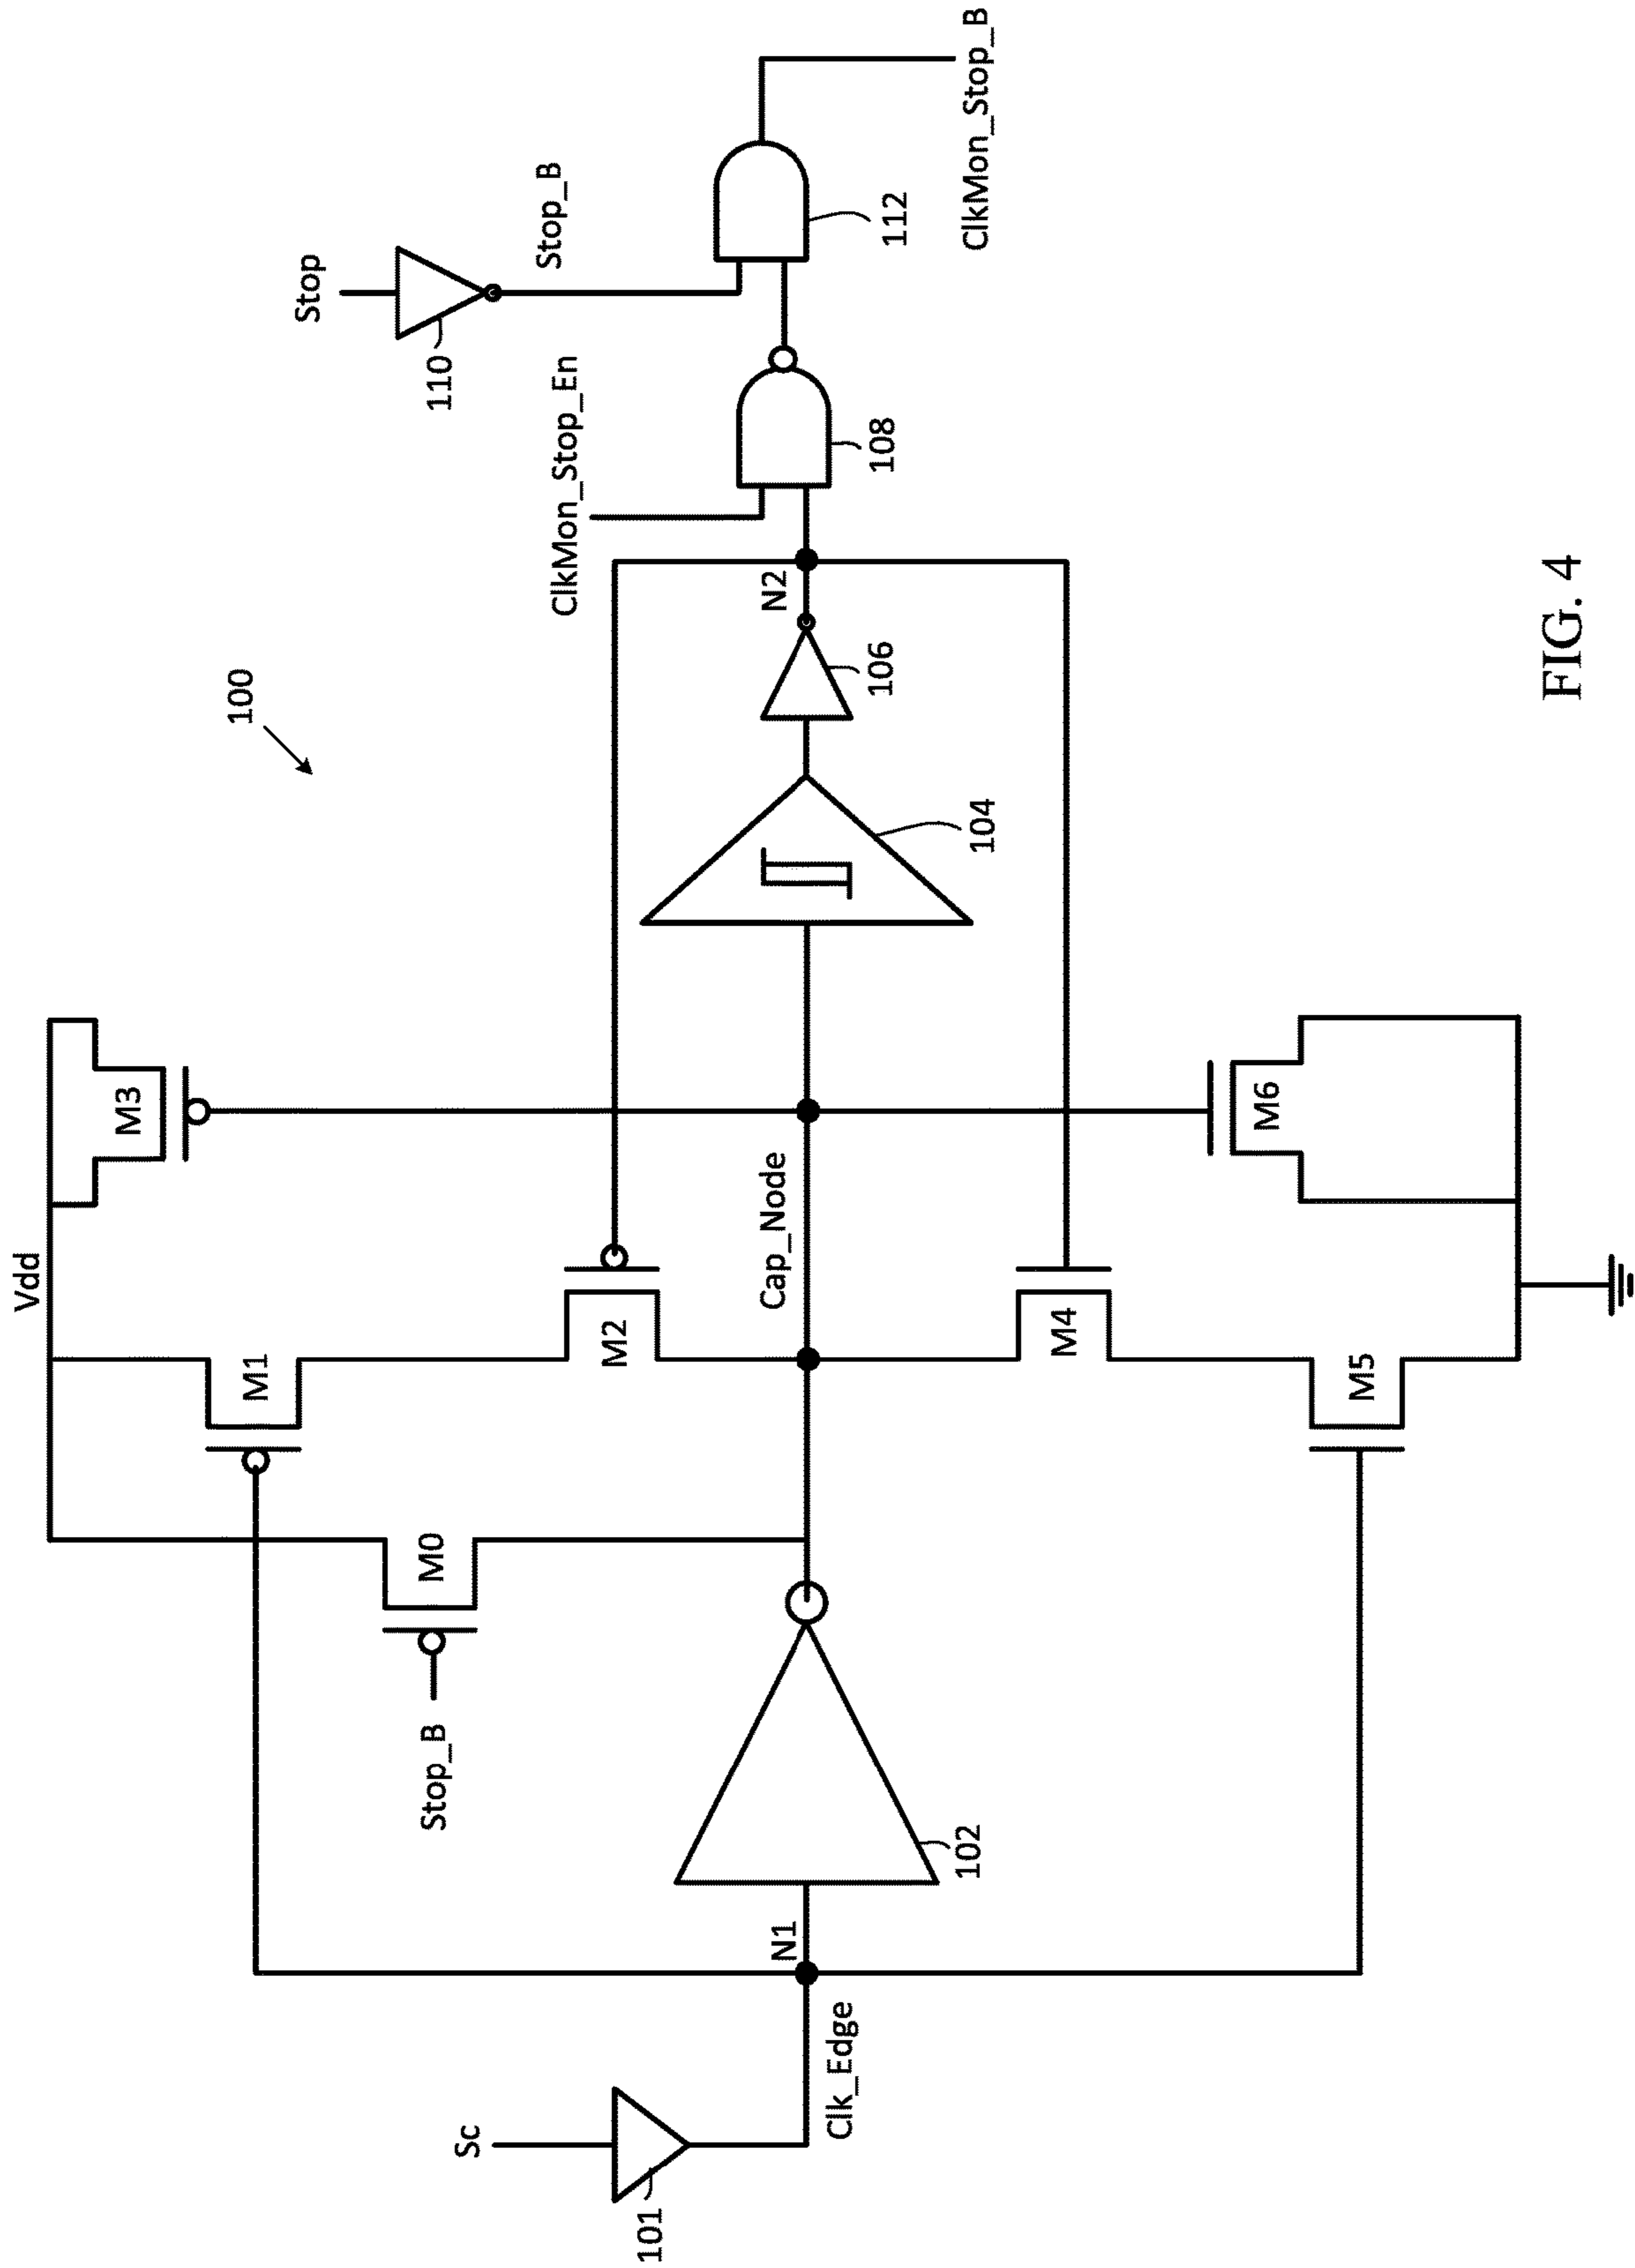 100
Vdd
M3
M1
Stop
110
Stop_B
M0
Stop_B
M2
ClkMon_Stop_En
Sc
101
N1
Cap_Node
N2
Clk_Edge
102
104
106
108
112
ClkMon_Stop_B
M4
M5
M6
FIG. 4